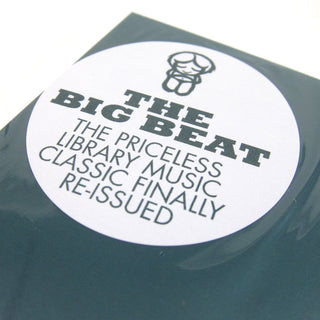 THE
BIG BEAT
THE PRICELESS
LIBRARY MUSIC
CLASSIC FINALLY
RE-ISSUED